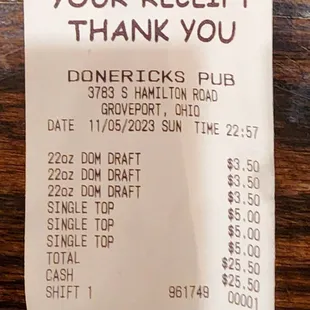 YOUR RECEIPT
THANK YOU
DONERICKS PUB
3783 S HAMILTON ROAD
GROVEPORT, OHIO
DATE 11/05/2023 SUN TIME 22:57
22oz DOM DRAFT $3.50
22oz DOM DRAFT $3.50
22oz DOM DRAFT $3.50
SINGLE TOP $5.00
SINGLE TOP $5.00
SINGLE TOP $5.00
TOTAL $25.50
CASH $25.50
SHIFT 1 961749 00001